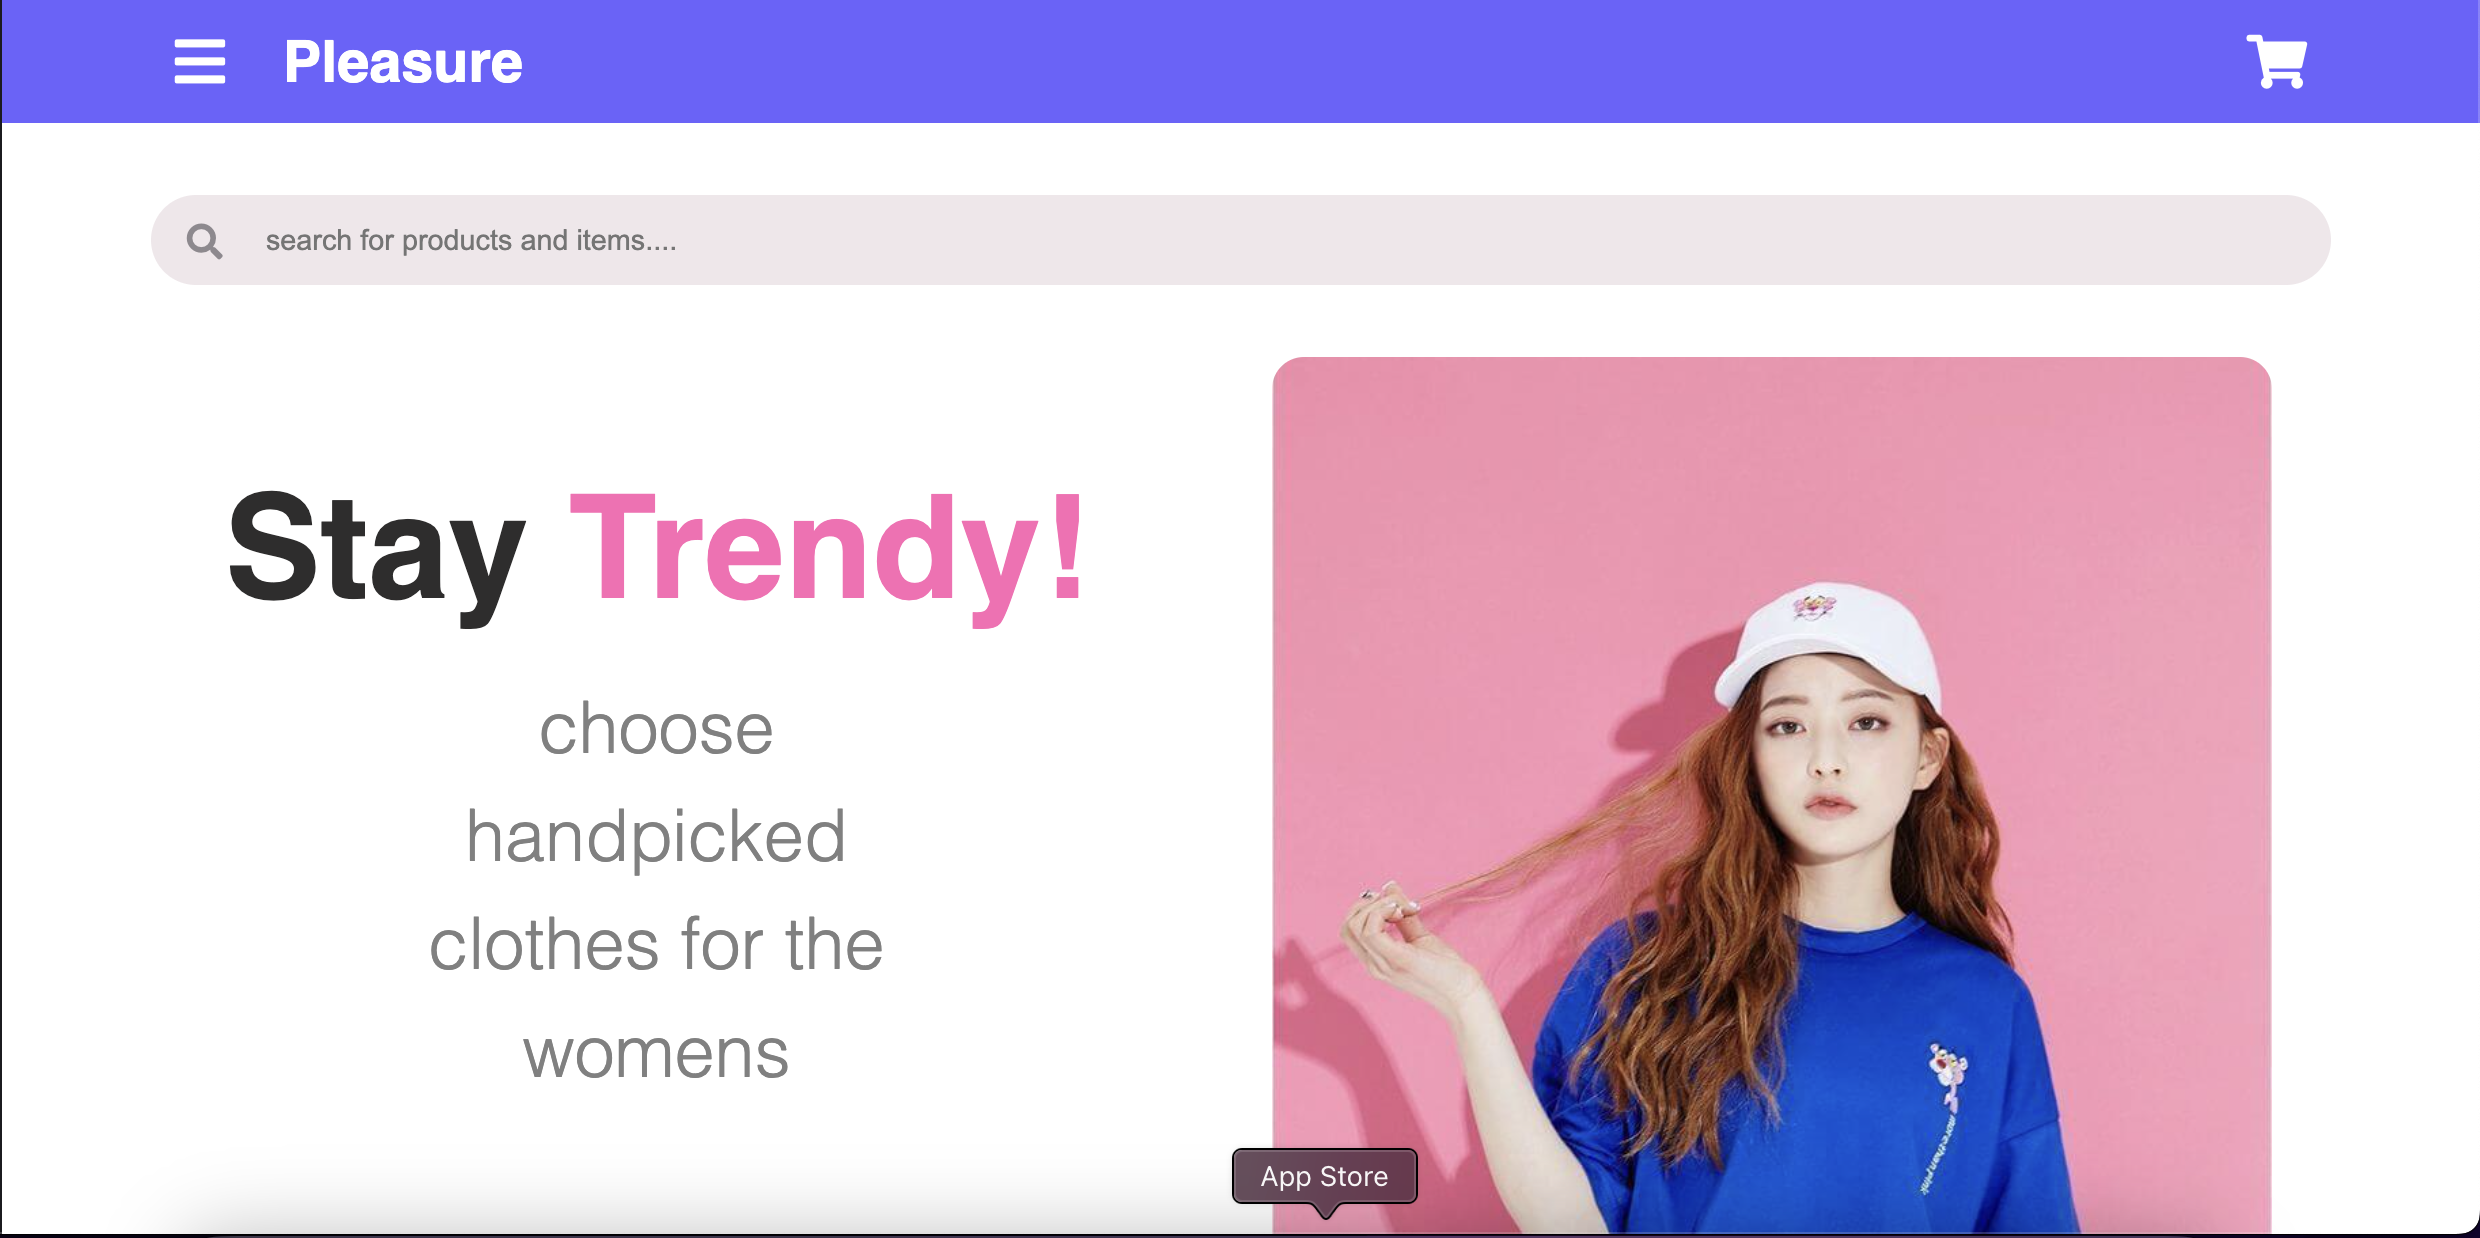 Pleasure
search for products and items....
Stay Trendy!
choose
handpicked
clothes for the
womens
App Store